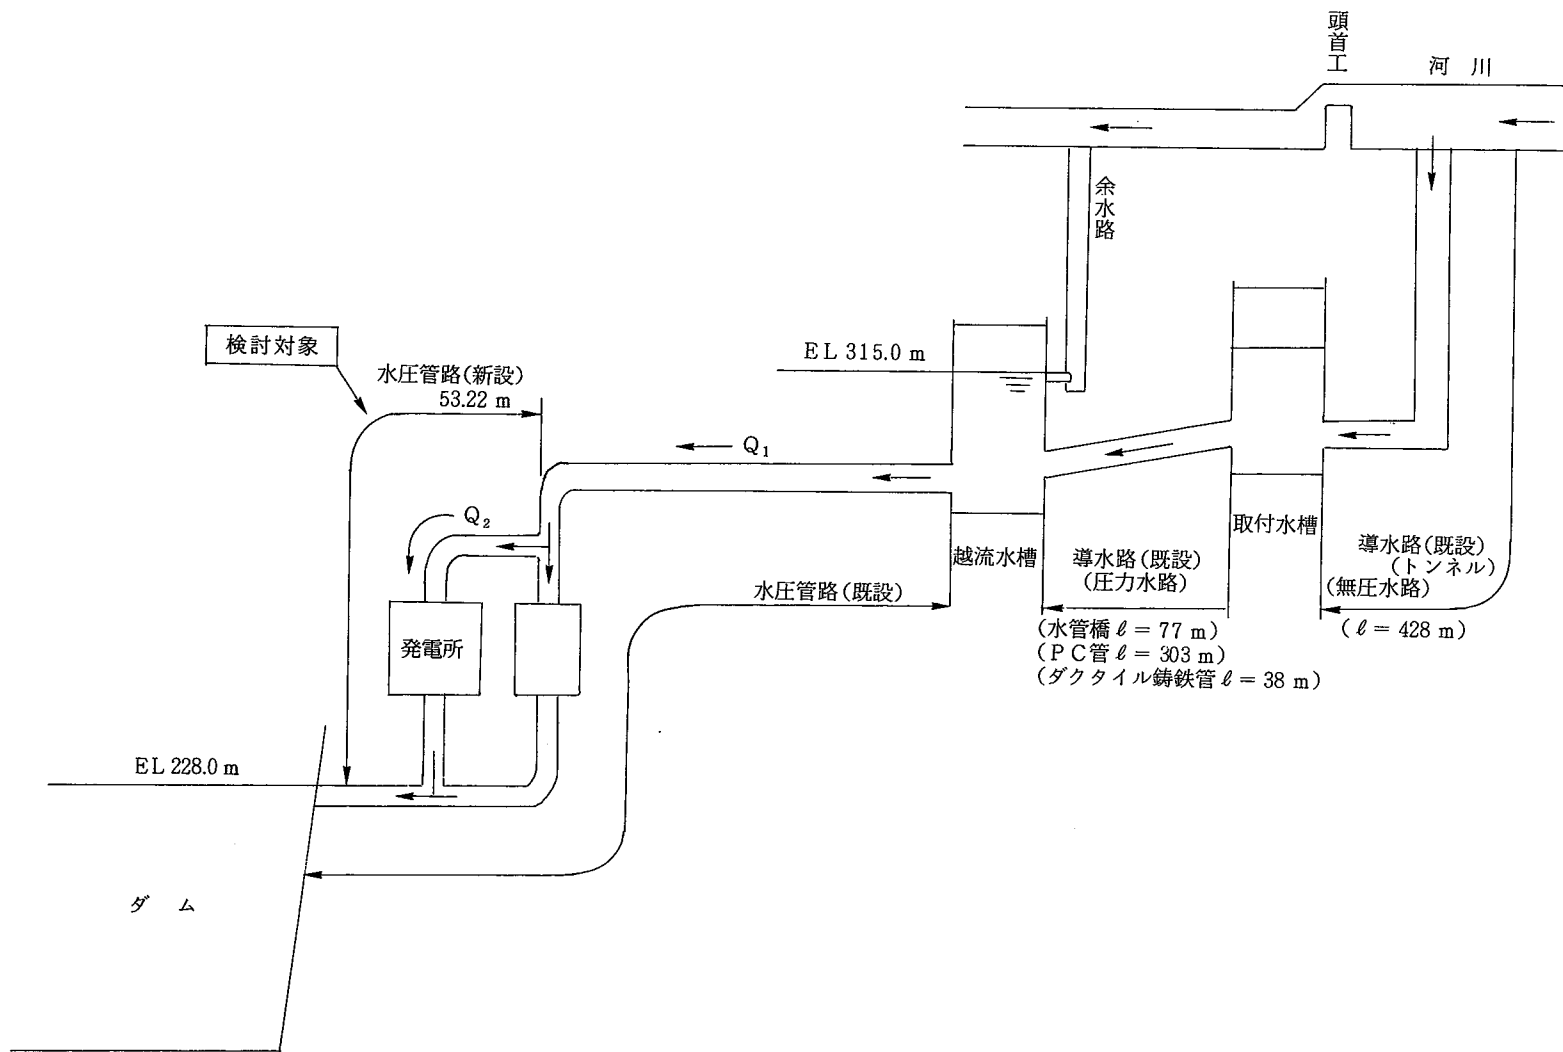 頭首工
河川
余水路
EL 315.0 m
検討対象
水圧管路(新設)
53.22 m
Q1
Q2
取付水槽
越流水槽
導水路(既設)
(圧力水路)
導水路(既設)
(トンネル)
(無圧水路)
水圧管路(既設)
発電所
(水管橋 ℓ = 77 m)
(PC管 ℓ = 303 m)
(ダクタイル鋳鉄管 ℓ = 38 m)
(ℓ = 428 m)
EL 228.0 m
ダム